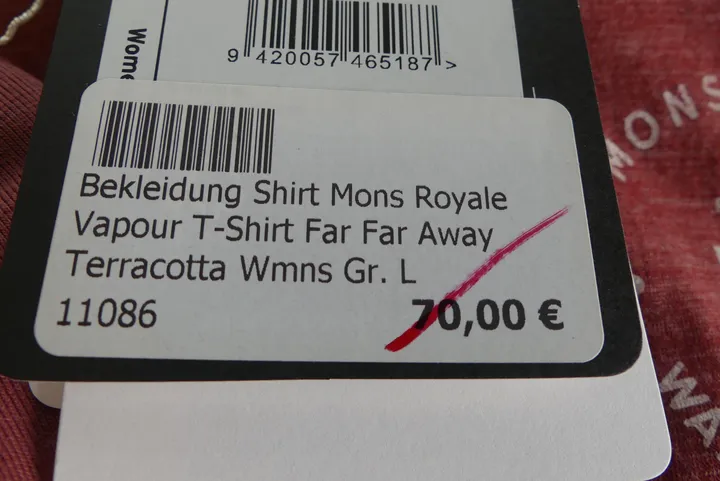 Wome
9 420057 465187 >
Bekleidung Shirt Mons Royale
Vapour T-Shirt Far Far Away
Terracotta Wmns Gr. L
11086 70,00 €
MONS
WA